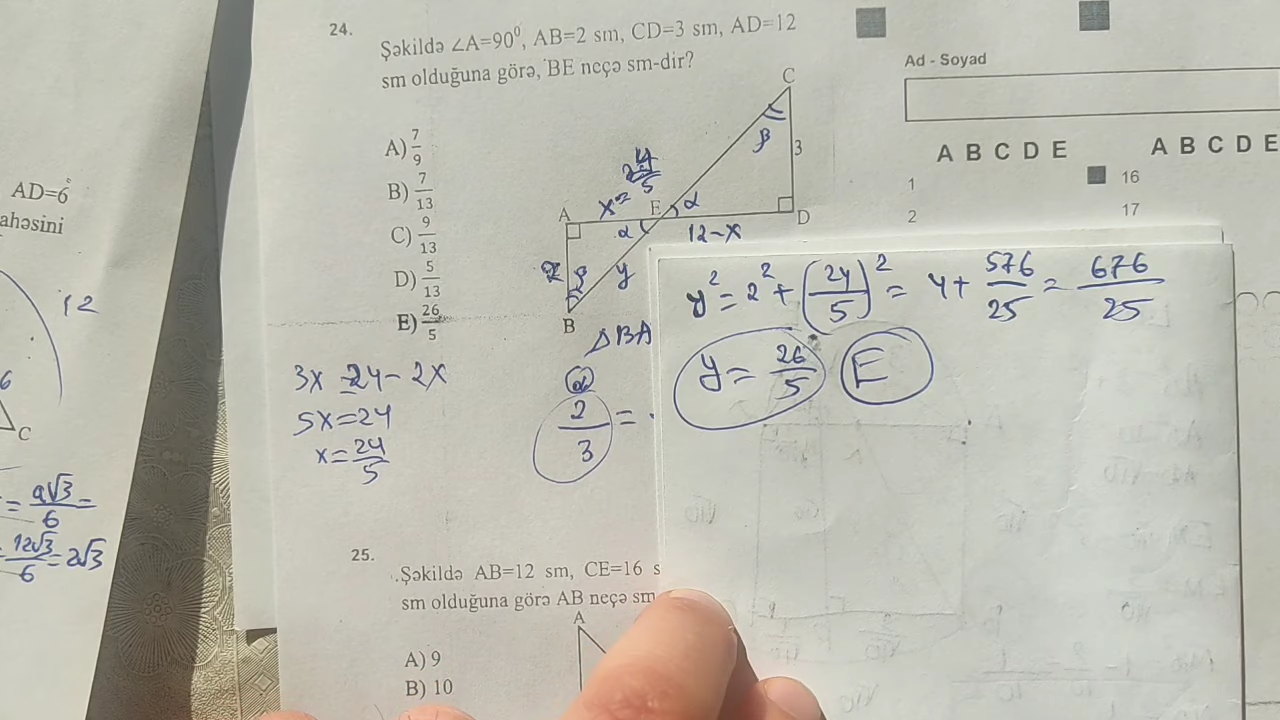 24.
Şəkildə ∠A=90⁰, AB=2 sm, CD=3 sm, AD=12
sm olduğuna görə, BE neçə sm-dir?
A) 7/9
B) 7/13
C) 9/13
D) 5/13
E) 26/5
C
β
3
24/5
x=
A
E
α
D
α
12-x
2
β
y
B
ΔBA
3x=24-2x
5x=24
x=24/5
2/3 =
y²=2²+(24/5)²=4+576/25=676/25
y=26/5
E
25.
Şəkildə AB=12 sm, CE=16 s
sm olduğuna görə AB neçə sm
A
A) 9
B) 10
AD=6
ahəsini
12
6
C
= a√3/6 =
= 12√3/6 = 2√3
Ad - Soyad
A B C D E
A B C D E
1
16
2
17